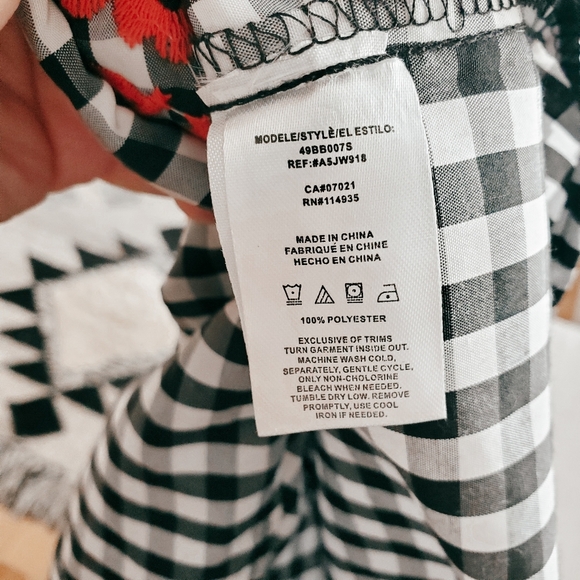 MODELE/STYLÈ/EL ESTILO:
49BB007S
REF:#A5JW918
CA#07021
RN#114935
MADE IN CHINA
FABRIQUÉ EN CHINE
HECHO EN CHINA
100% POLYESTER
EXCLUSIVE OF TRIMS
TURN GARMENT INSIDE OUT.
MACHINE WASH COLD,
SEPARATELY, GENTLE CYCLE,
ONLY NON-CHOLORINE
BLEACH WHEN NEEDED.
TUMBLE DRY LOW. REMOVE
PROMPTLY, USE COOL
IRON IF NEEDED.